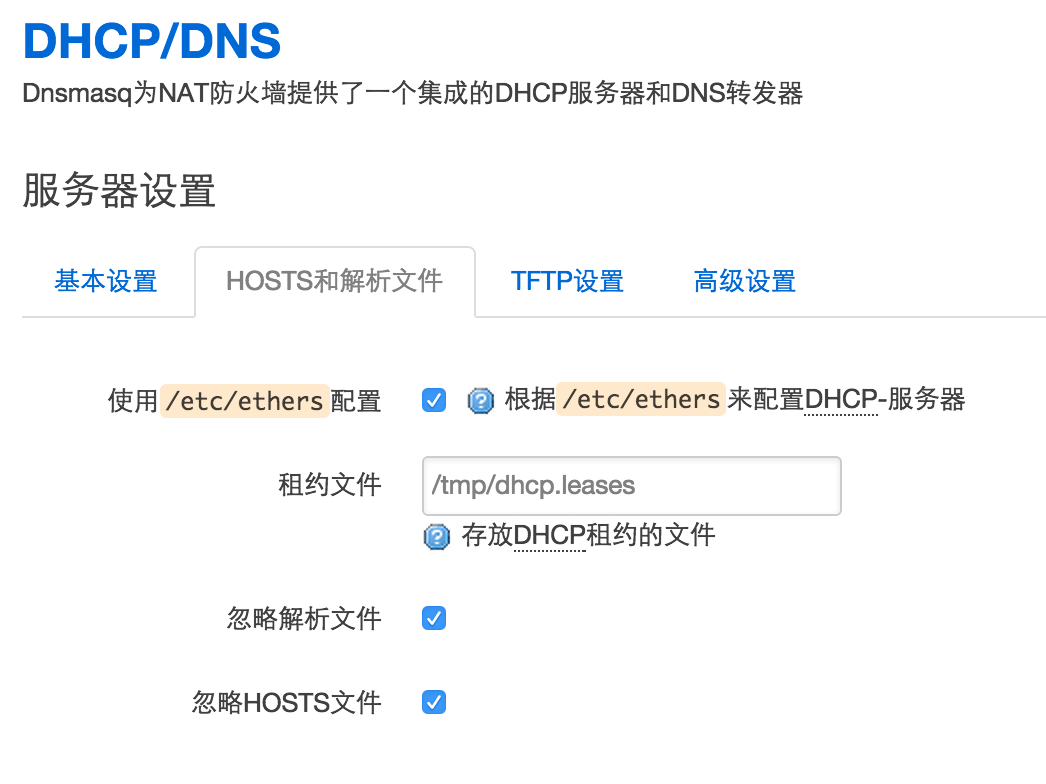 DHCP/DNS
Dnsmasq为NAT防火墙提供了一个集成的DHCP服务器和DNS转发器
服务器设置
基本设置 HOSTS和解析文件 TFTP设置 高级设置
使用/etc/ethers配置 根据/etc/ethers来配置DHCP-服务器
租约文件 /tmp/dhcp.leases
存放DHCP租约的文件
忽略解析文件
忽略HOSTS文件